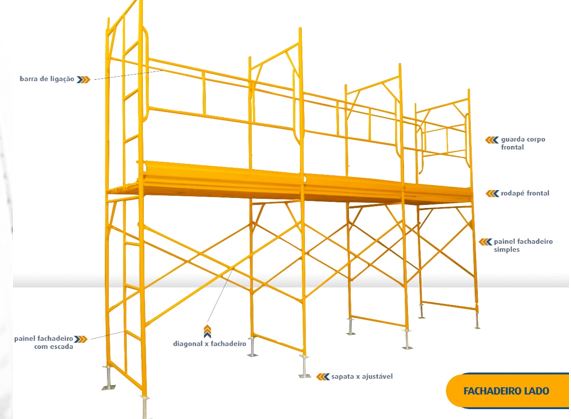 barra de ligação
guarda corpo
frontal
rodapé frontal
painel fachadeiro
simples
painel fachadeiro
com escada
diagonal x fachadeiro
sapata x ajustável
FACHADEIRO LADO